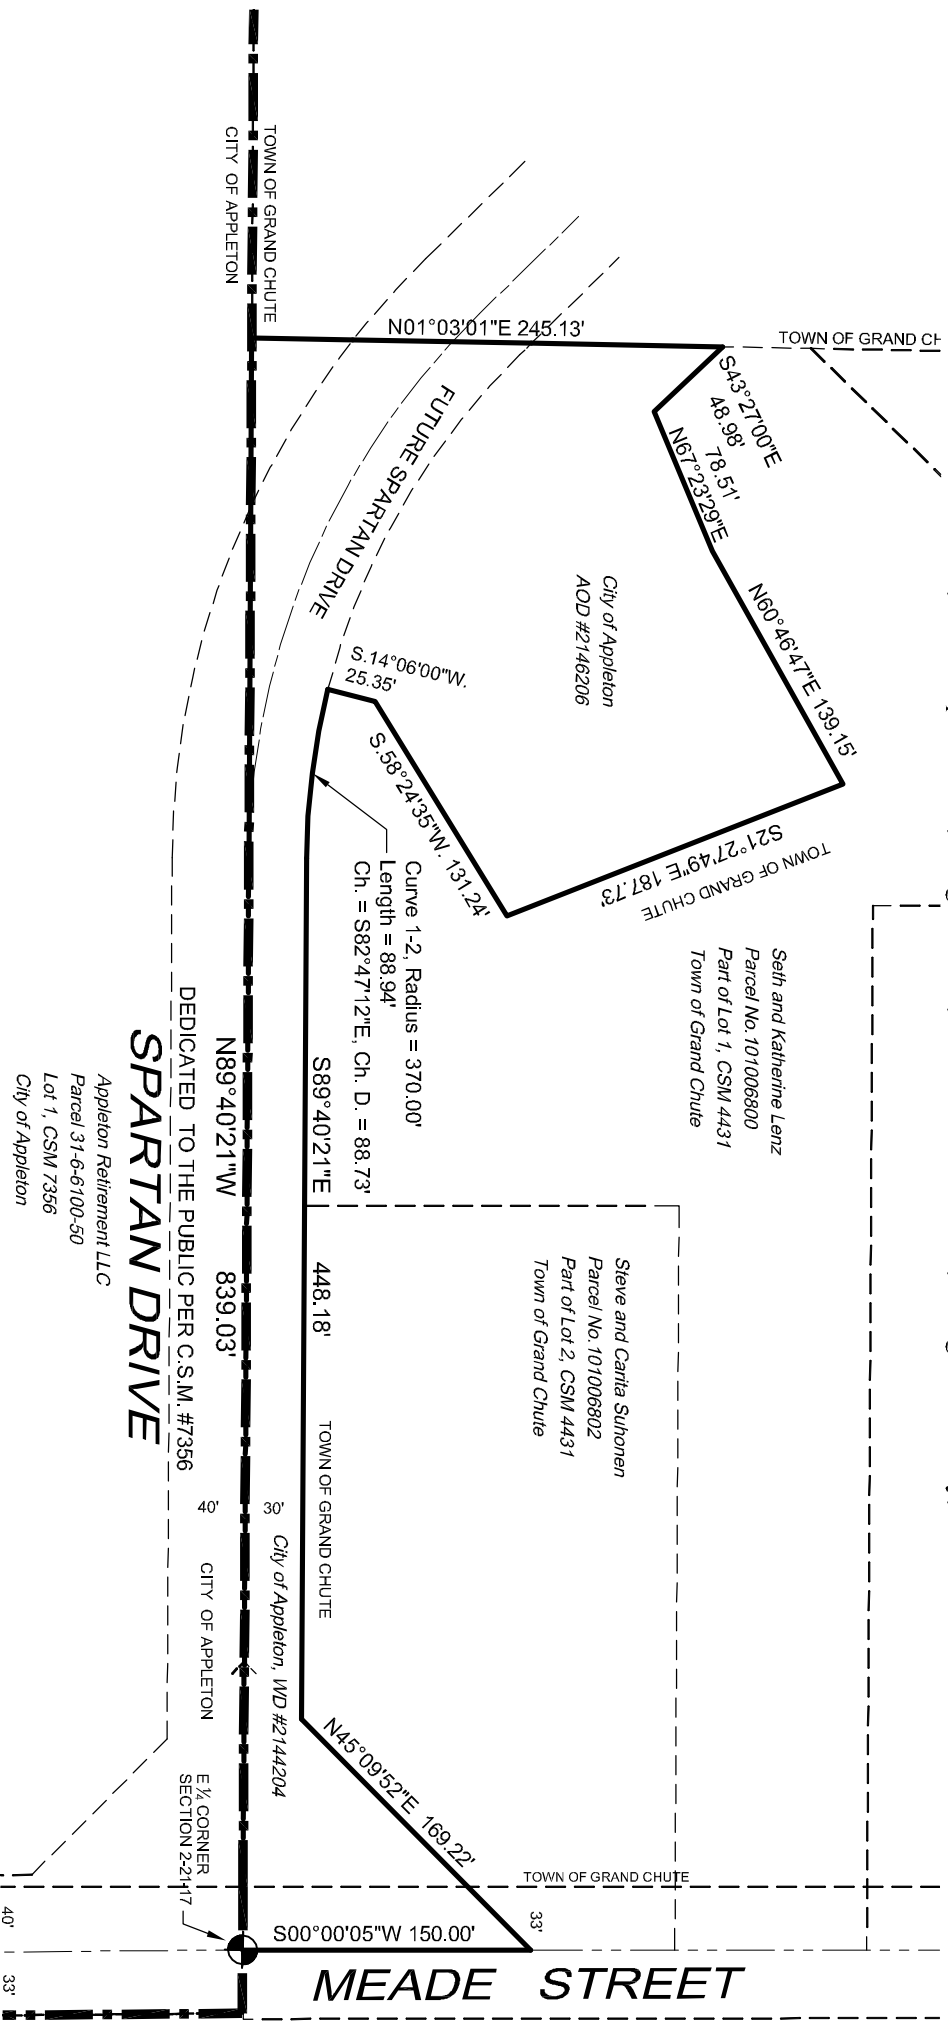 TOWN OF GRAND CHUTE
CITY OF APPLETON
N01°03'01"E 245.13'
TOWN OF GRAND CH
S43°27'00"E
48.98'
78.51'
N67°23'29"E
FUTURE SPARTAN DRIVE
City of Appleton
AOD #2146206
N60°46'47"E 139.15'
S.14°06'00"W.
25.35'
S.58°24'35"W. 131.24'
S21°27'49"E 187.73'
TOWN OF GRAND CHUTE
Curve 1-2, Radius = 370.00'
Length = 88.94'
Ch. = S82°47'12"E, Ch. D. = 88.73'
Seth and Katherine Lenz
Parcel No.101006800
Part of Lot 1, CSM 4431
Town of Grand Chute
S89°40'21"E 448.18'
N89°40'21"W 839.03'
DEDICATED TO THE PUBLIC PER C.S.M. #7356
SPARTAN DRIVE
Appleton Retirement LLC
Parcel 31-6-6100-50
Lot 1, CSM 7356
City of Appleton
Steve and Carita Suhonen
Parcel No.101006802
Part of Lot 2, CSM 4431
Town of Grand Chute
TOWN OF GRAND CHUTE
30'
40'
City of Appleton, WD #2144204
CITY OF APPLETON
N45°09'52"E 169.22'
E ¼ CORNER
SECTION 2-21-17
TOWN OF GRAND CHUTE
33'
S00°00'05"W 150.00'
40'
33'
MEADE STREET